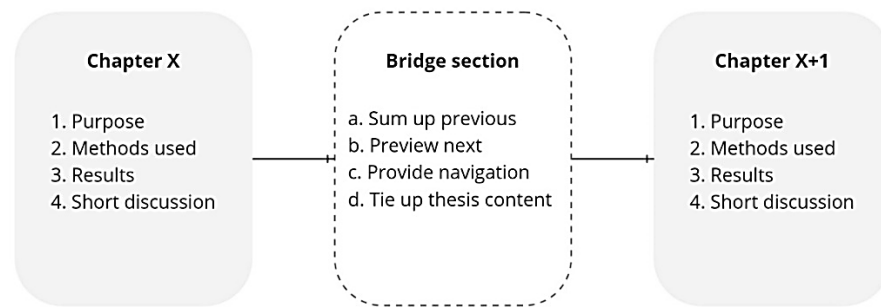 Chapter X
1. Purpose
2. Methods used
3. Results
4. Short discussion
Bridge section
a. Sum up previous
b. Preview next
c. Provide navigation
d. Tie up thesis content
Chapter X+1
1. Purpose
2. Methods used
3. Results
4. Short discussion